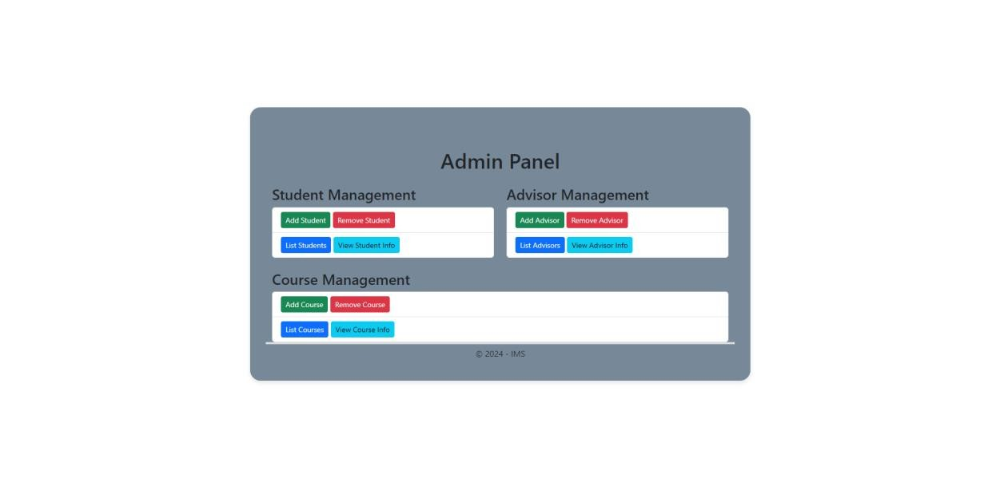 Admin Panel
Student Management
Add Student Remove Student
List Students View Student Info
Advisor Management
Add Advisor Remove Advisor
List Advisors View Advisor Info
Course Management
Add Course Remove Course
List Courses View Course Info
© 2024 - IMS